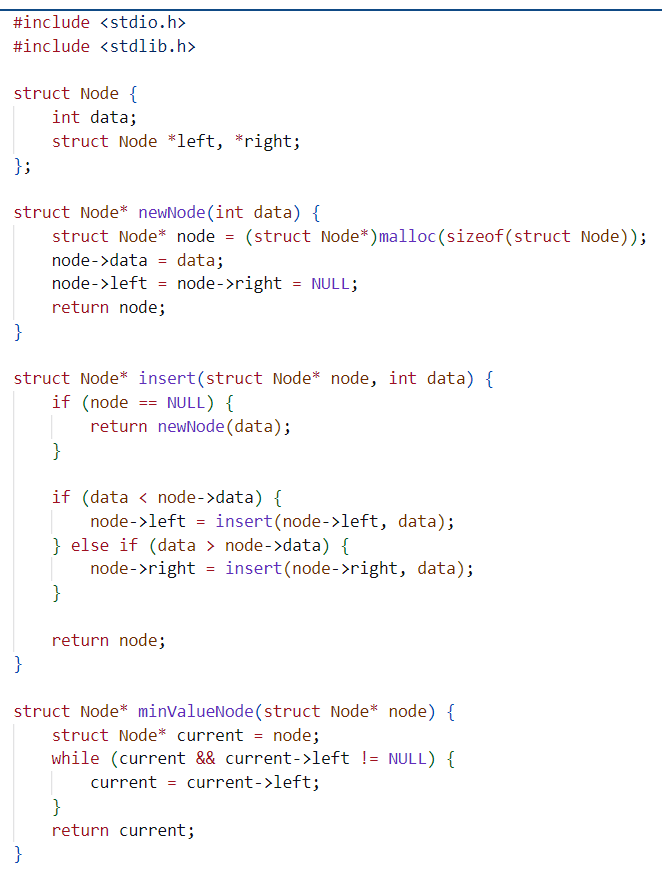 #include <stdio.h>
#include <stdlib.h>

struct Node {
    int data;
    struct Node *left, *right;
};

struct Node* newNode(int data) {
    struct Node* node = (struct Node*)malloc(sizeof(struct Node));
    node->data = data;
    node->left = node->right = NULL;
    return node;
}

struct Node* insert(struct Node* node, int data) {
    if (node == NULL) {
        return newNode(data);
    }

    if (data < node->data) {
        node->left = insert(node->left, data);
    } else if (data > node->data) {
        node->right = insert(node->right, data);
    }

    return node;
}

struct Node* minValueNode(struct Node* node) {
    struct Node* current = node;
    while (current && current->left != NULL) {
        current = current->left;
    }
    return current;
}